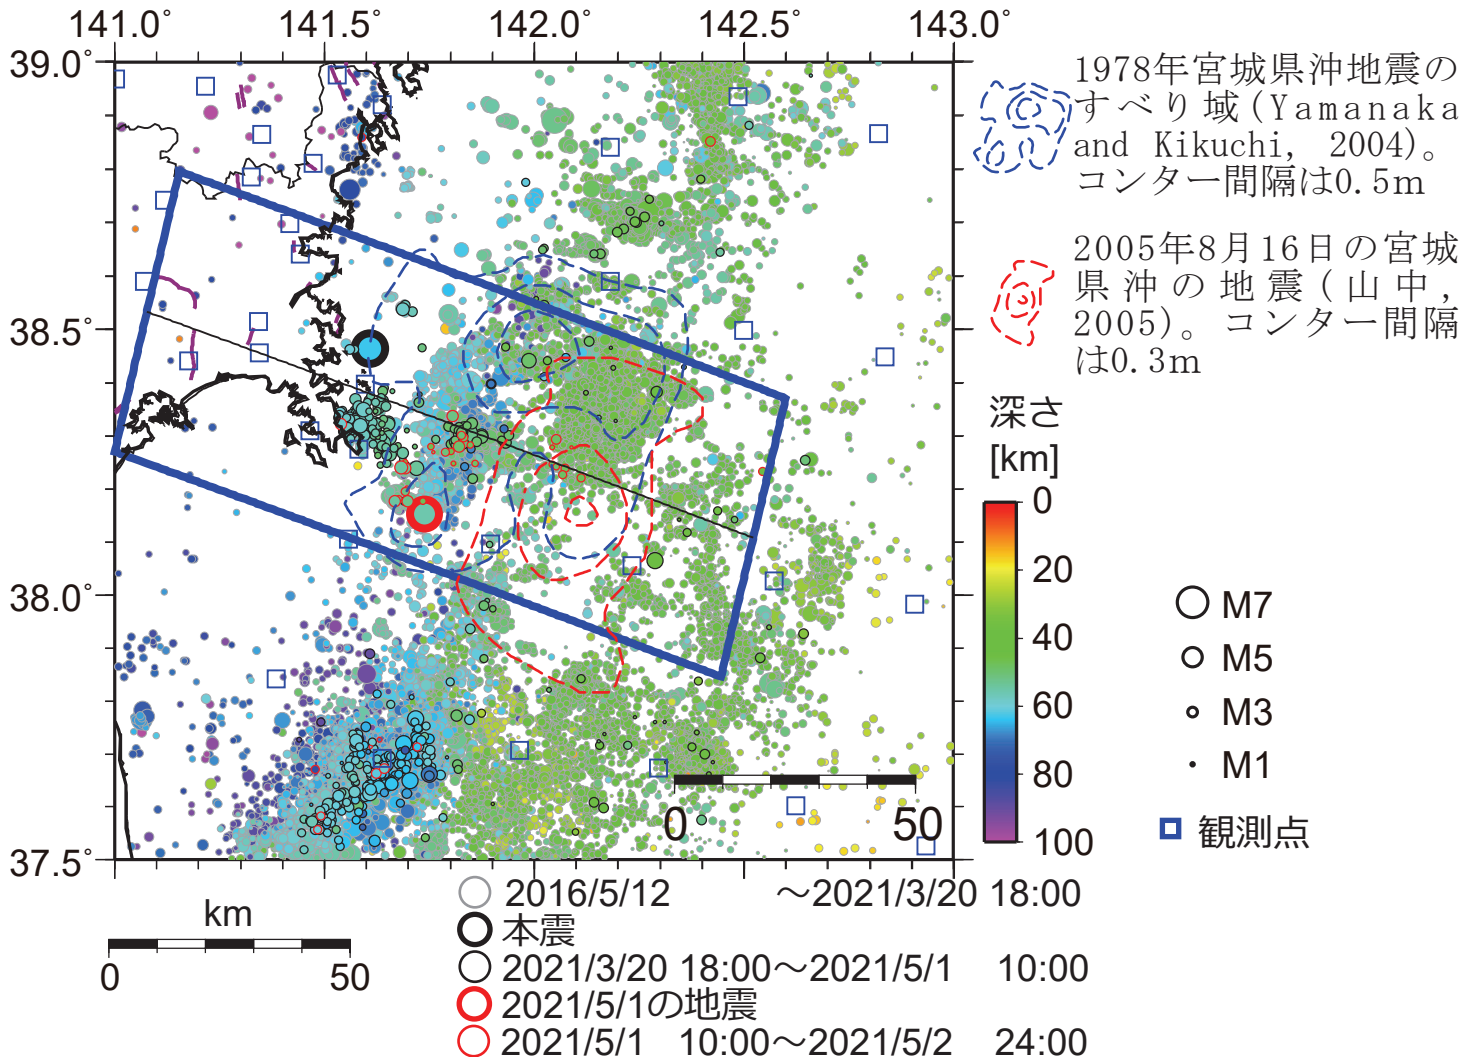 141.0° 141.5° 142.0° 142.5° 143.0°
39.0°
38.5°
38.0°
37.5°
1978年宮城県沖地震の
すべり域(Yamanaka
and Kikuchi, 2004)。
コンター間隔は0.5m
2005年8月16日の宮城
県沖の地震(山中,
2005)。コンター間隔
は0.3m
深さ
[km]
0
20
40
60
80
100
M7
M5
M3
M1
観測点
0 50
km
0 50
2016/5/12 ～2021/3/20 18:00
本震
2021/3/20 18:00～2021/5/1 10:00
2021/5/1の地震
2021/5/1 10:00～2021/5/2 24:00